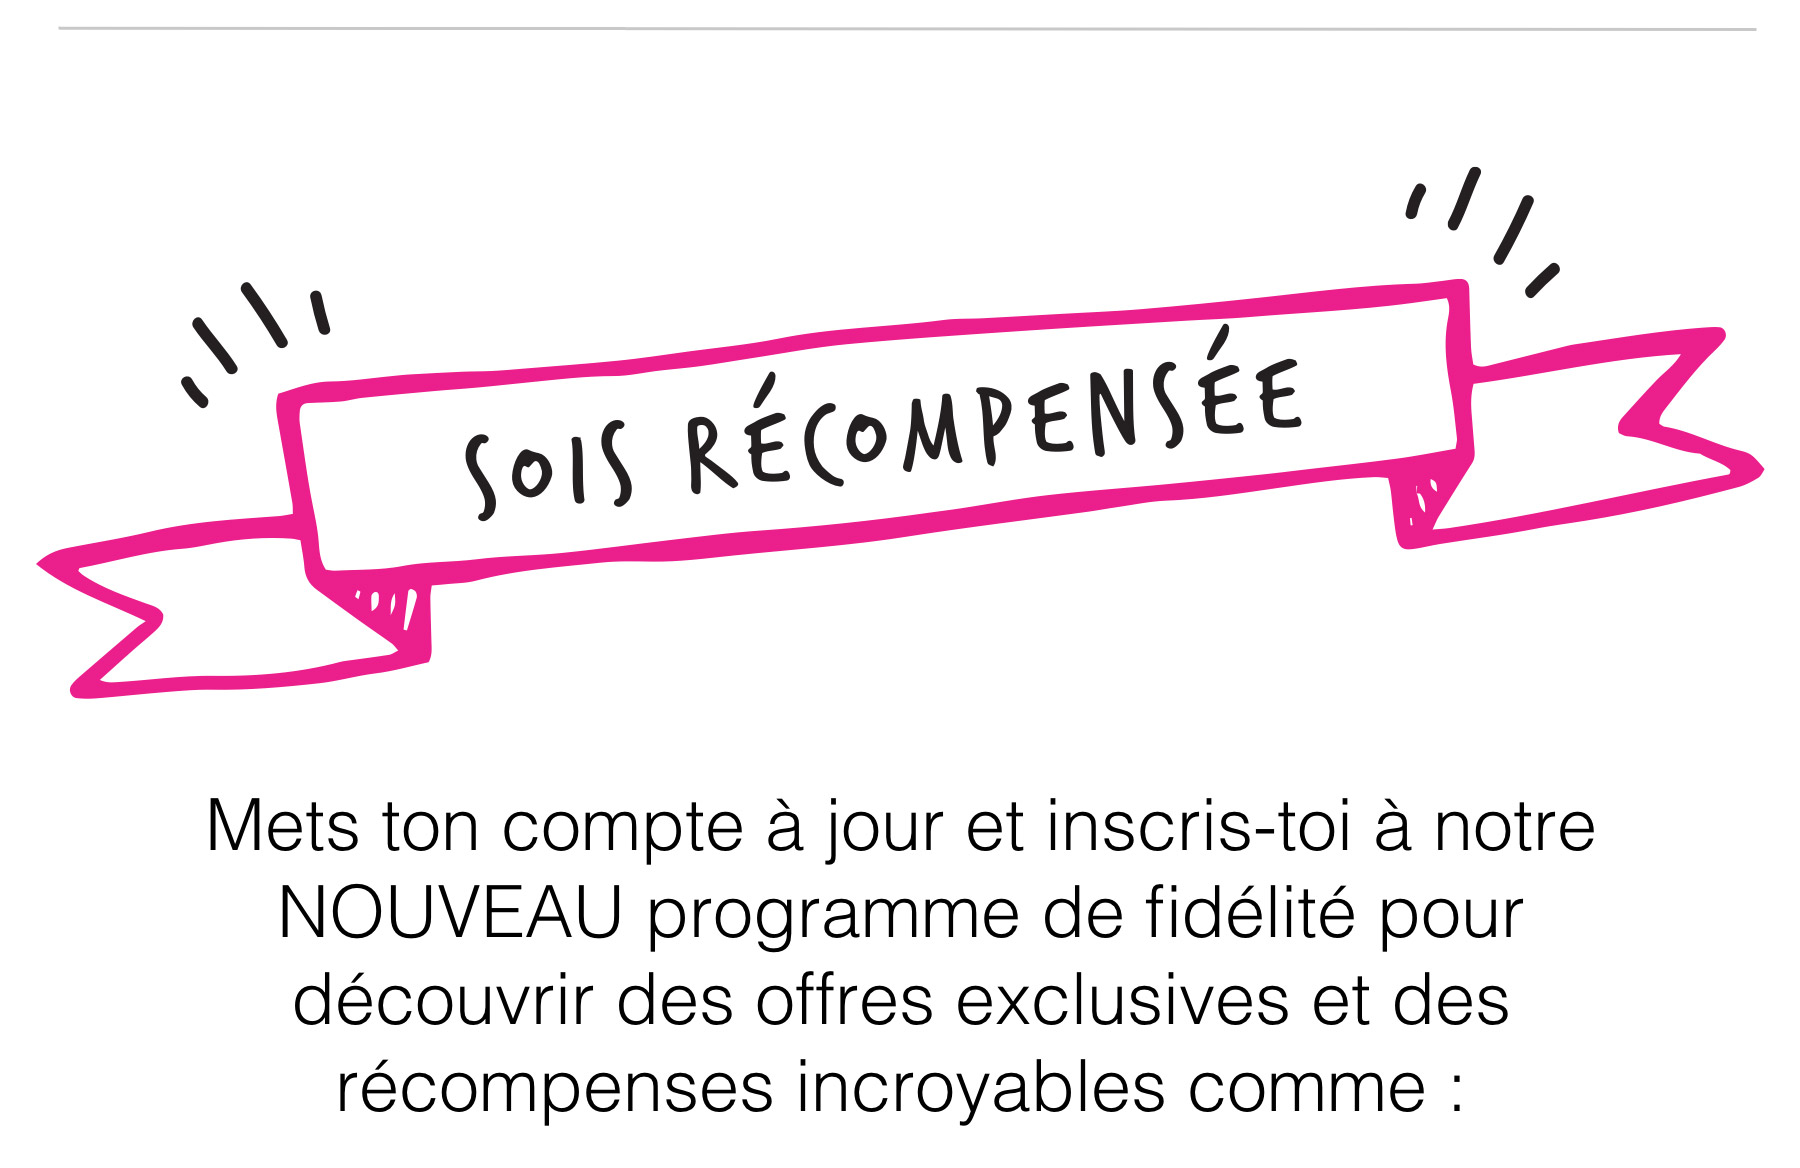 SOIS RÉCOMPENSÉE
Mets ton compte à jour et inscris-toi à notre
NOUVEAU programme de fidélité pour
découvrir des offres exclusives et des
récompenses incroyables comme :